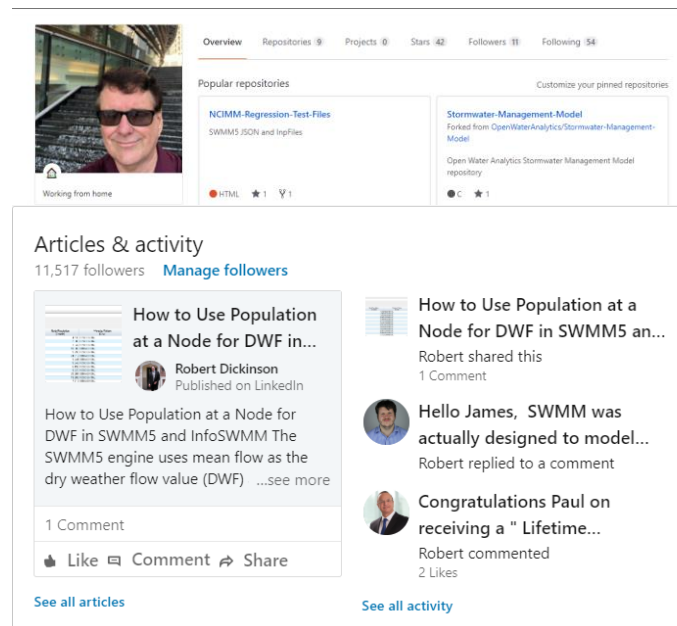 Overview Repositories 9 Projects 0 Stars 42 Followers 11 Following 54
Popular repositories
Customize your pinned repositories
NCIMM-Regression-Test-Files
SWMM5 JSON and InpFiles
HTML 1 1
Stormwater-Management-Model
Forked from OpenWaterAnalytics/Stormwater-Management-
Model
Open Water Analytics Stormwater Management Model
repository
C 1
Working from home
Articles & activity
11,517 followers Manage followers
How to Use Population
at a Node for DWF in...
Robert Dickinson
Published on LinkedIn
How to Use Population at a Node for
DWF in SWMM5 and InfoSWMM The
SWMM5 engine uses mean flow as the
dry weather flow value (DWF) ...see more
1 Comment
Like Comment Share
See all articles
How to Use Population at a
Node for DWF in SWMM5 an...
Robert shared this
1 Comment
Hello James, SWMM was
actually designed to model...
Robert replied to a comment
Congratulations Paul on
receiving a " Lifetime...
Robert commented
2 Likes
See all activity